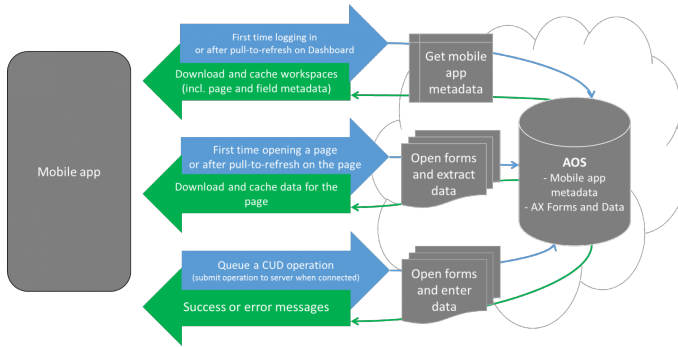 Mobile app
First time logging in
or after pull-to-refresh on Dashboard
Download and cache workspaces
(incl. page and field metadata)
Get mobile
app
metadata
First time opening a page
or after pull-to-refresh on the page
Download and cache data for the
page
Open forms
and extract
data
AOS
- Mobile app
metadata
- AX Forms and Data
Queue a CUD operation
(submit operation to server when connected)
Success or error messages
Open forms
and enter
data